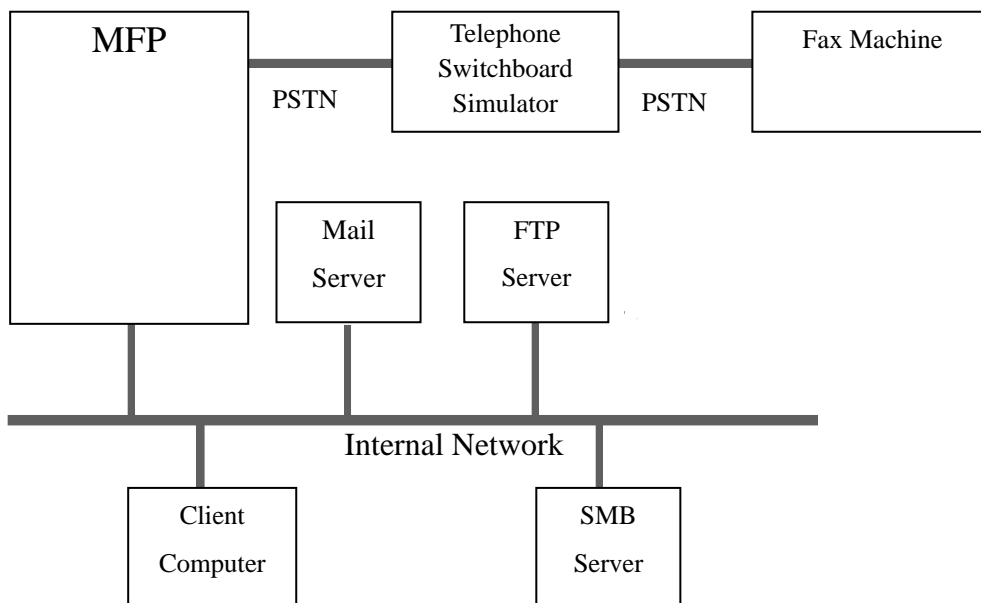 MFP
Telephone
Switchboard
Simulator
Fax Machine
PSTN
PSTN
Mail
Server
FTP
Server
Internal Network
Client
Computer
SMB
Server